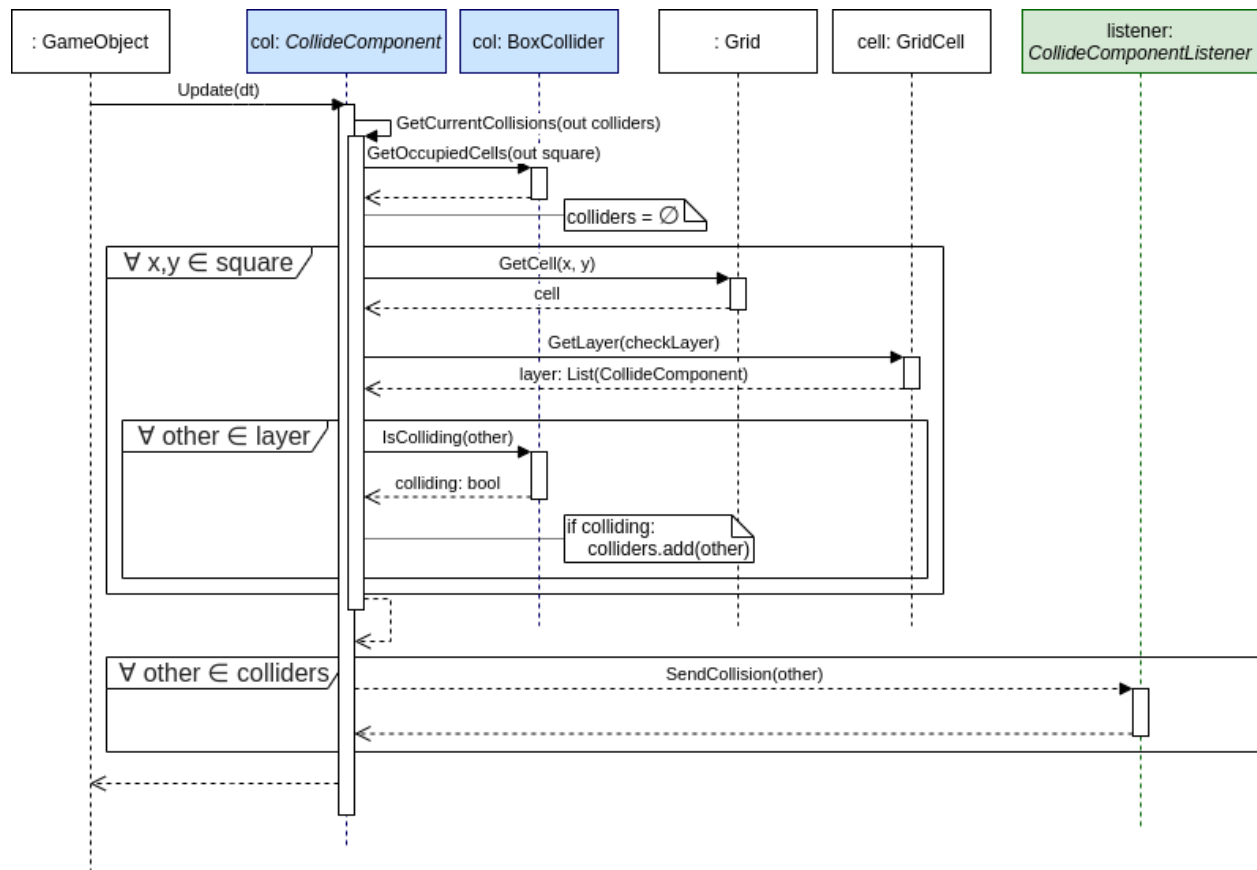 : GameObject
col: CollideComponent
col: BoxCollider
: Grid
cell: GridCell
listener:
CollideComponentListener
Update(dt)
GetCurrentCollisions(out colliders)
GetOccupiedCells(out square)
colliders = ∅
∀ x,y ∈ square
GetCell(x, y)
cell
GetLayer(checkLayer)
layer: List(CollideComponent)
∀ other ∈ layer
IsColliding(other)
colliding: bool
if colliding:
colliders.add(other)
∀ other ∈ colliders
SendCollision(other)